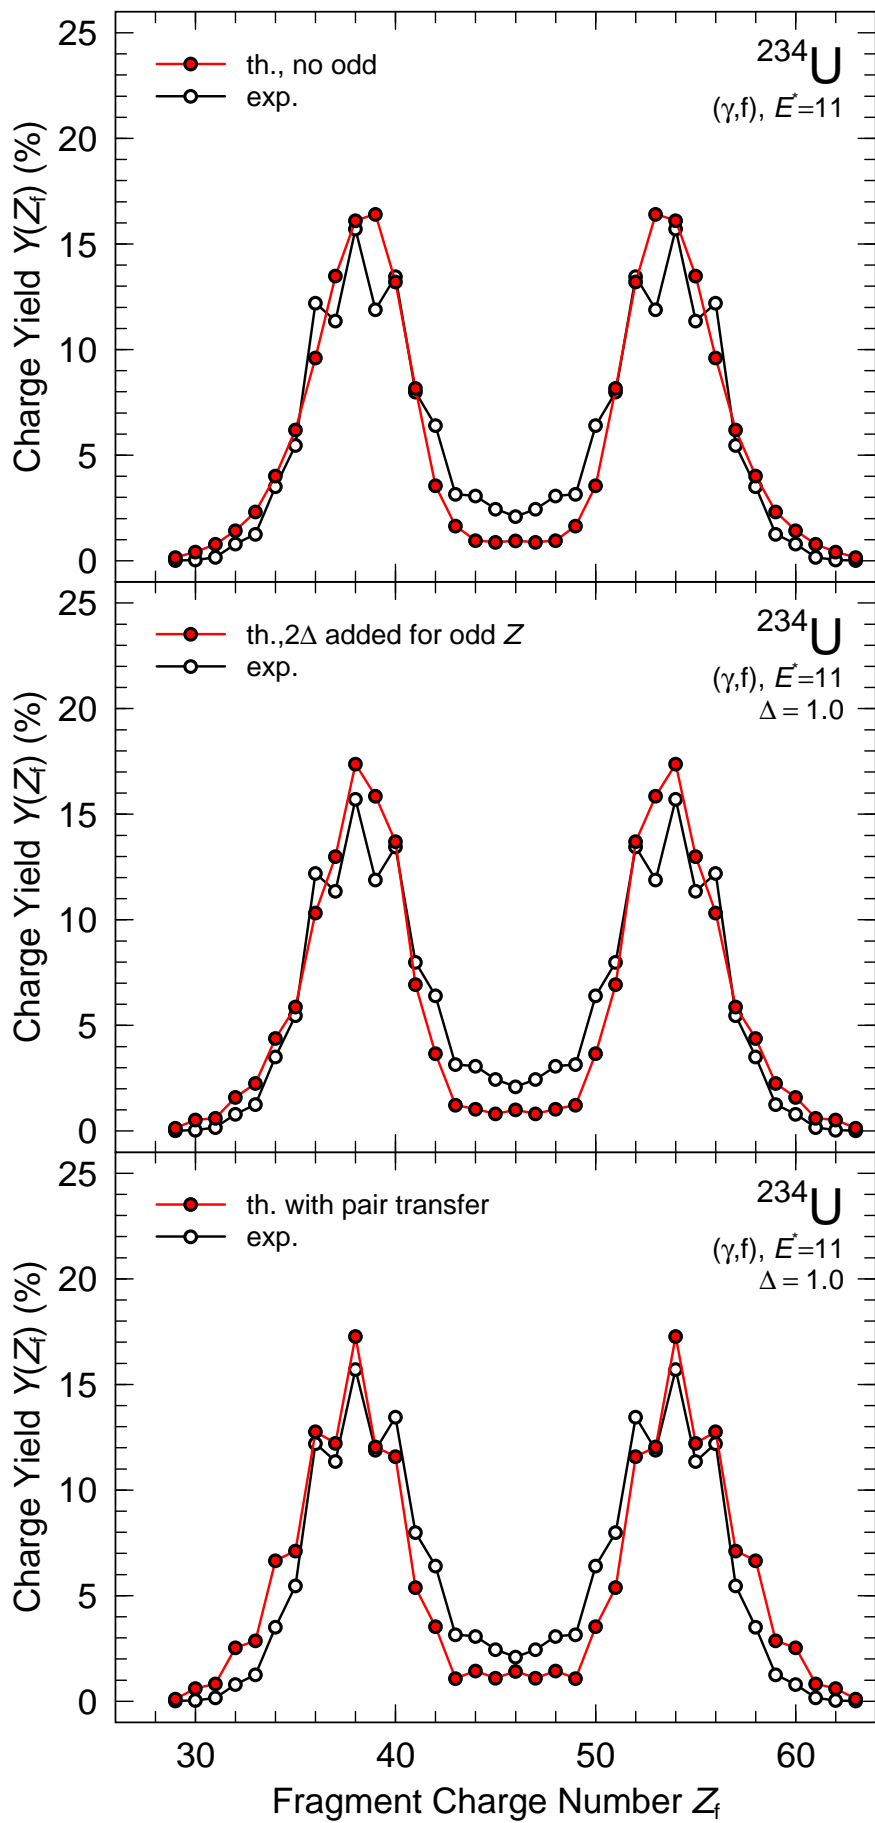 25
20
15
10
5
0
Charge Yield Y(Zf) (%)
th., no odd
exp.
234U
(γ,f), E*=11
25
20
15
10
5
0
Charge Yield Y(Zf) (%)
th.,2Δ added for odd Z
exp.
234U
(γ,f), E*=11
Δ = 1.0
25
20
15
10
5
0
Charge Yield Y(Zf) (%)
th. with pair transfer
exp.
234U
(γ,f), E*=11
Δ = 1.0
30 40 50 60
Fragment Charge Number Zf